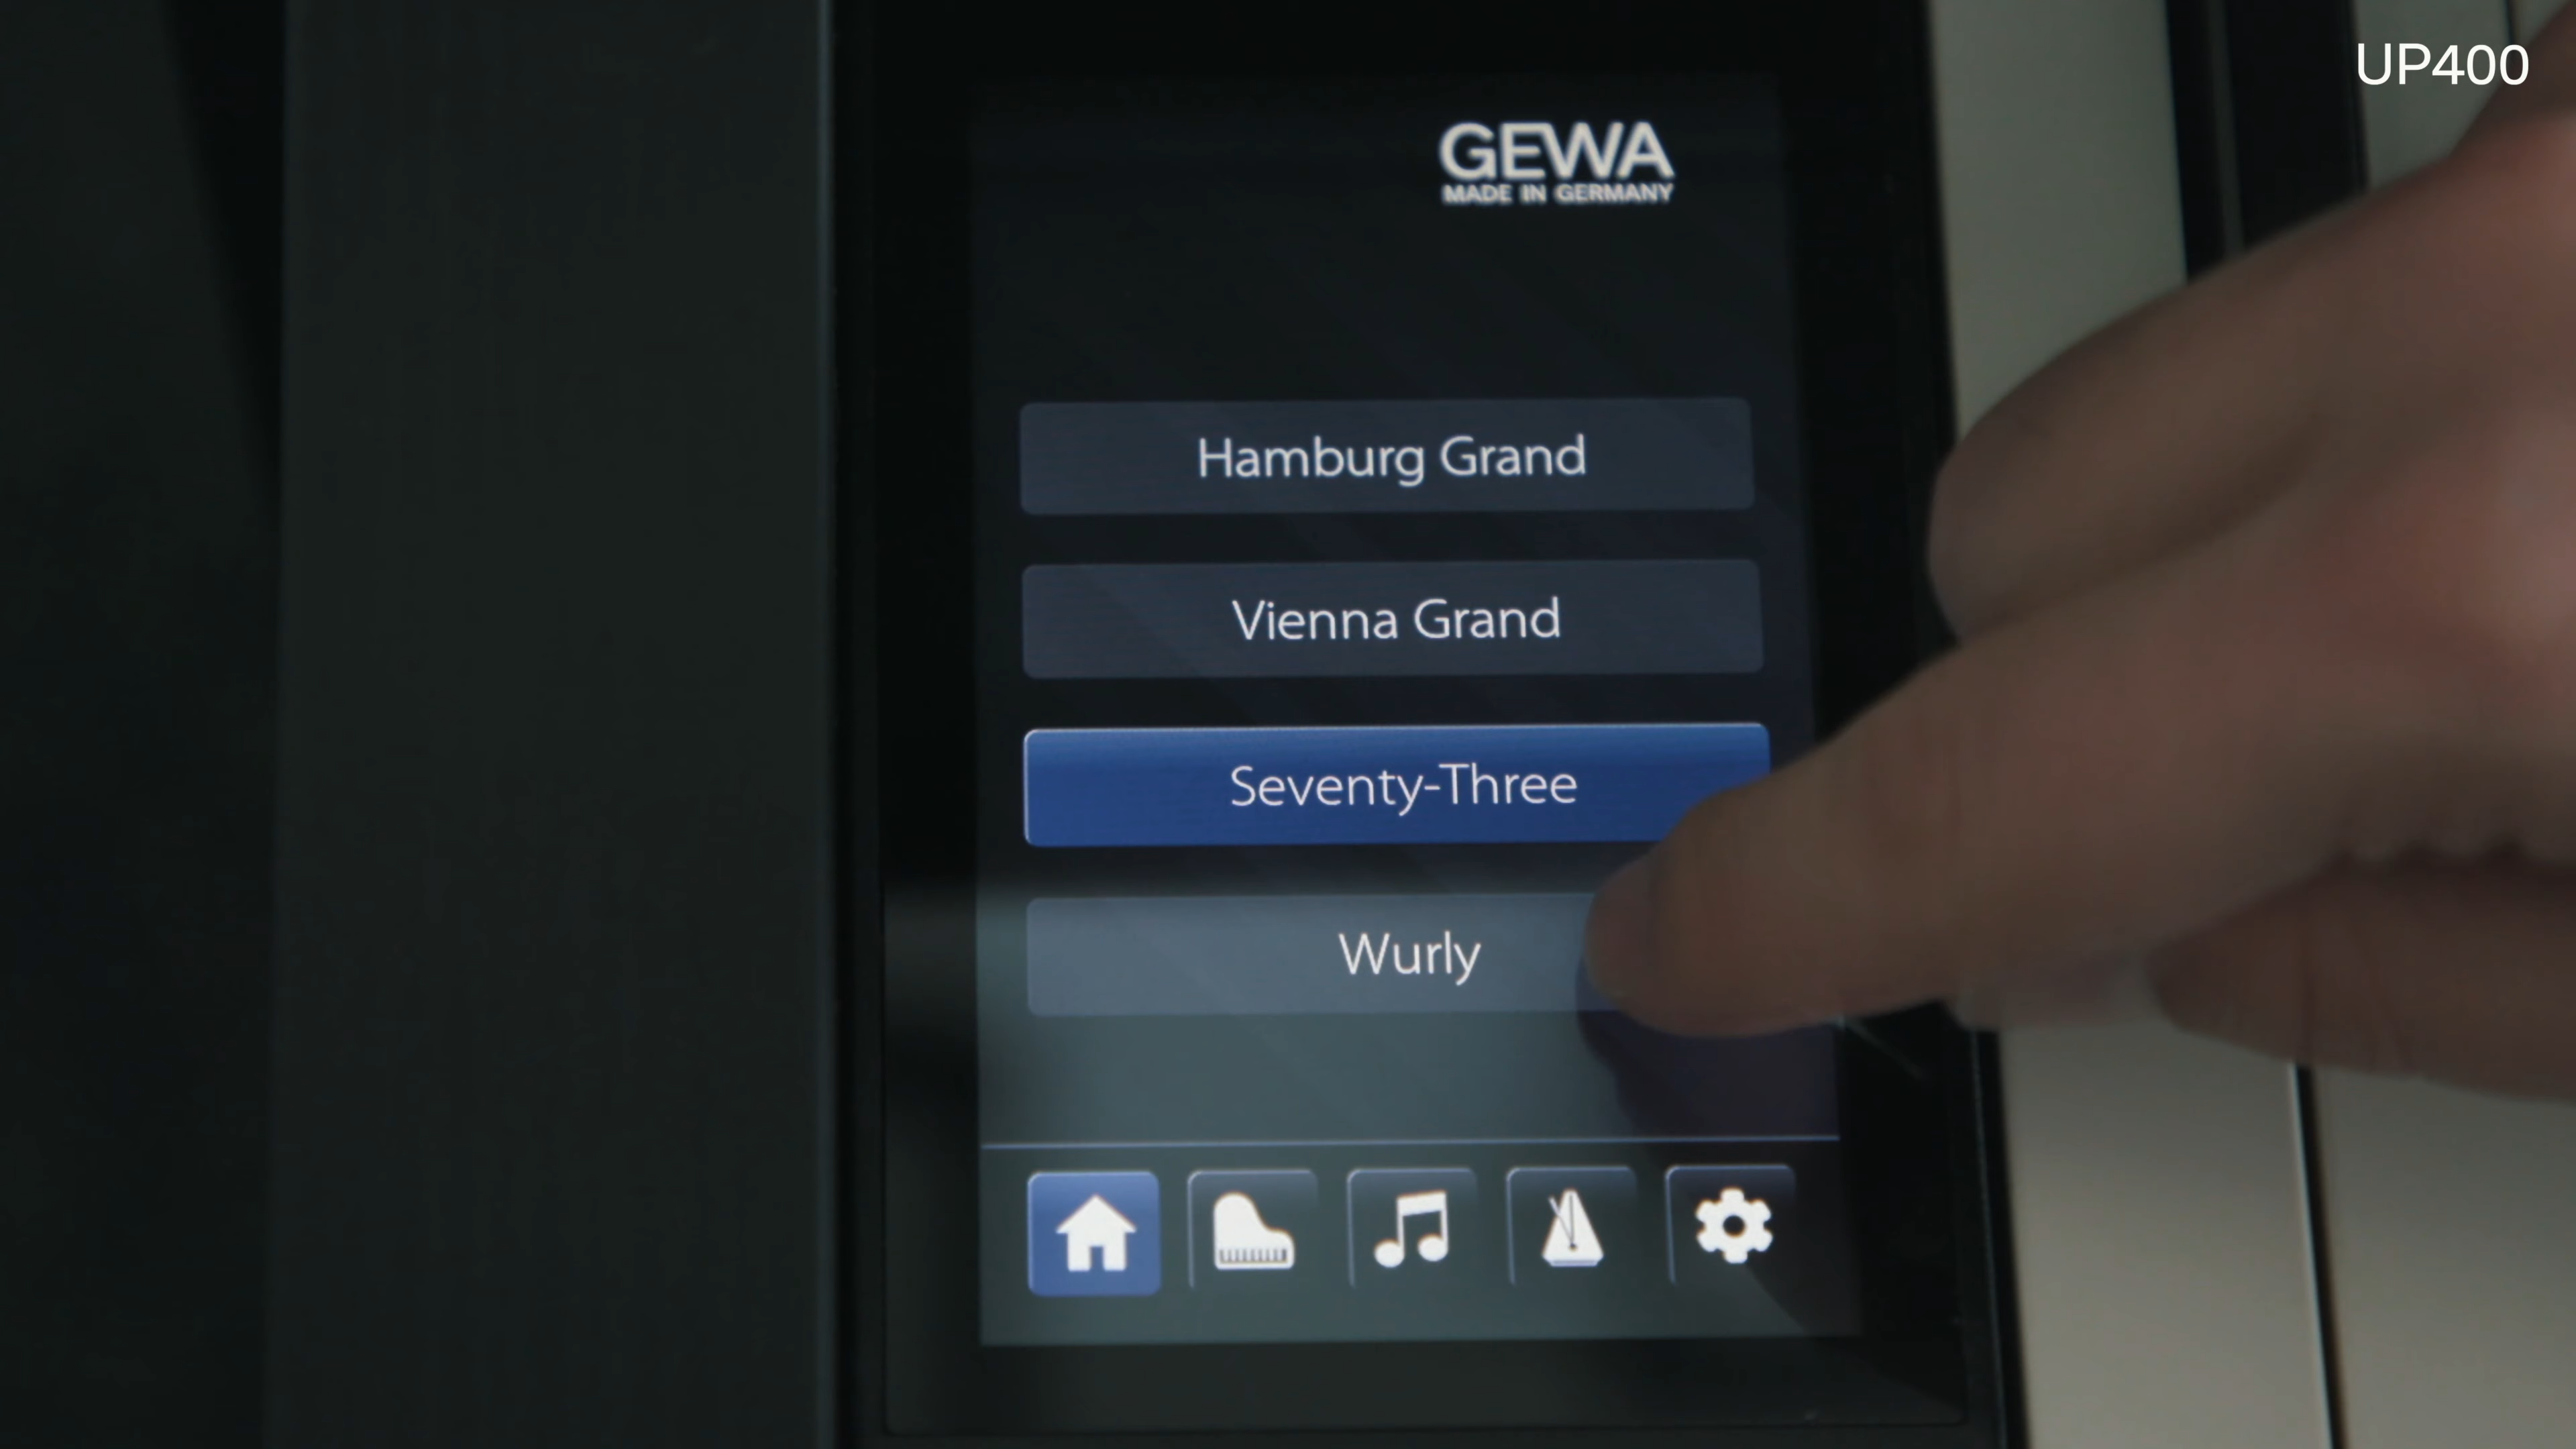 UP400
GEWA
MADE IN GERMANY
Hamburg Grand
Vienna Grand
Seventy-Three
Wurly